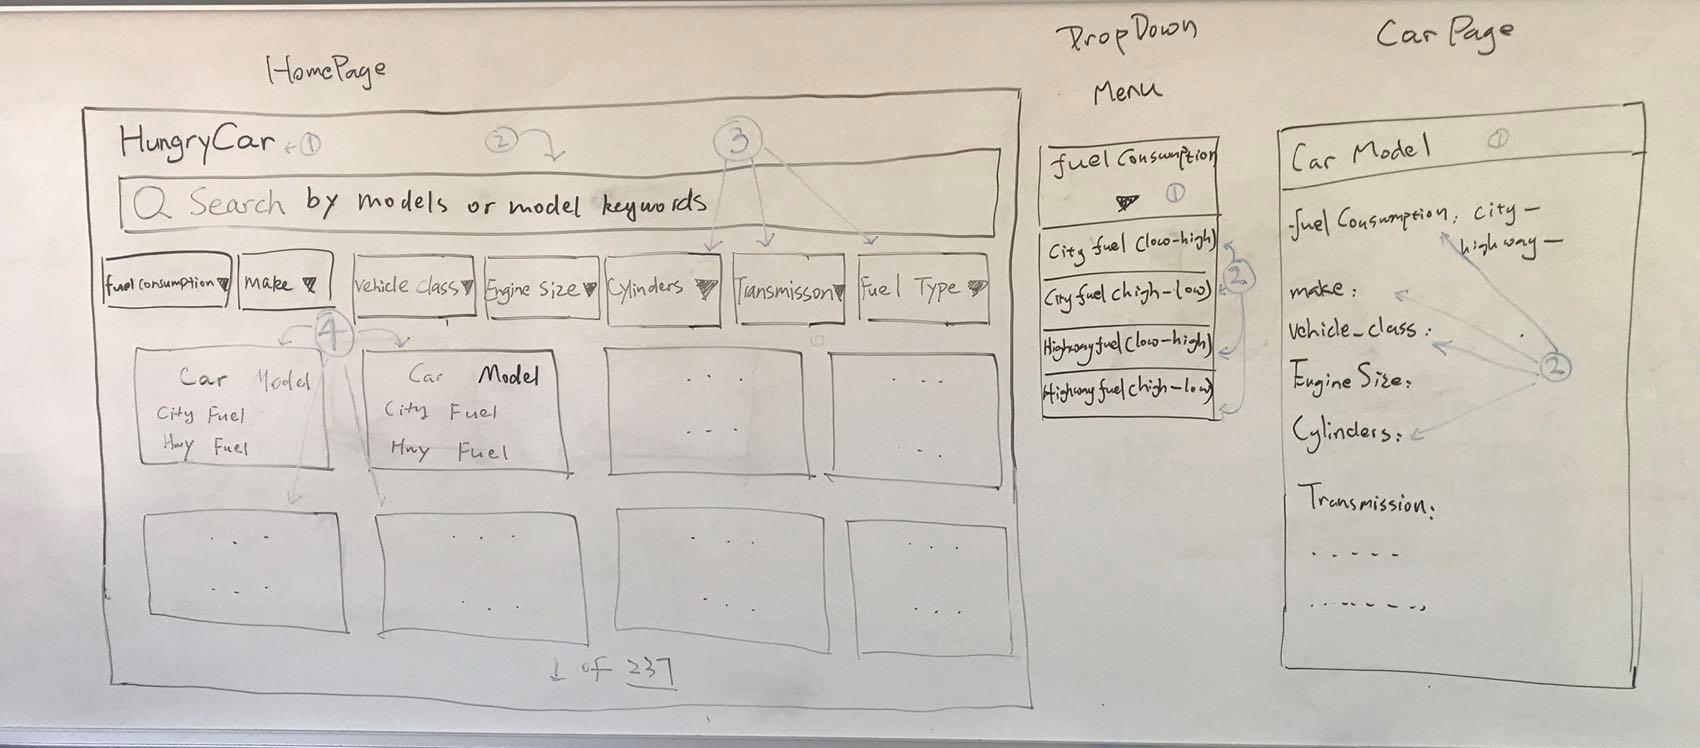 HomePage
HungryCar ①
②
③
Search by models or model keywords
fuel consumption
make
vehicle class
Engine Size
Cylinders
Transmisson
Fuel Type
④
Car Model
City Fuel
Hwy Fuel
Car Model
City Fuel
Hwy Fuel
1 of 237
DropDown
Menu
fuel Consumption
①
City fuel (low-high)
City fuel (high-low)
Highway fuel (low-high)
Highway fuel (high-low)
②
Car Page
Car Model ①
fuel Consumption: city -
highway -
make:
vehicle_class:
②
Engine Size:
Cylinders:
Transmission: